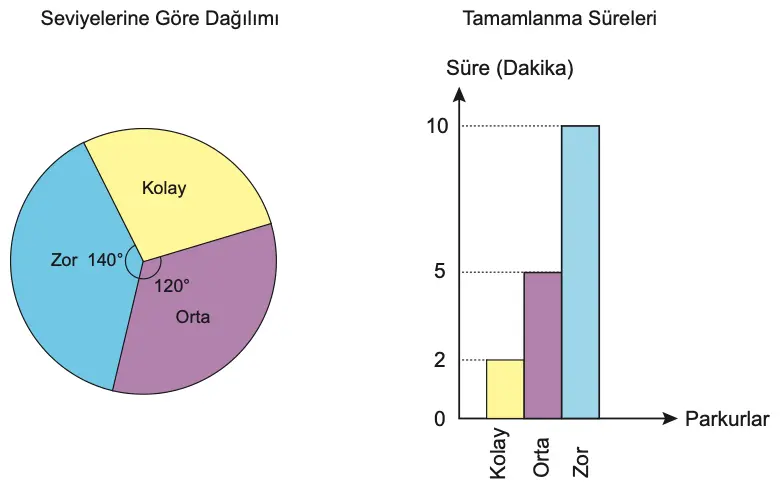 Seviyelerine Göre Dağılımı
Kolay
Zor 140°
120°
Orta
Tamamlanma Süreleri
Süre (Dakika)
10
5
2
0
Parkurlar
Kolay
Orta
Zor